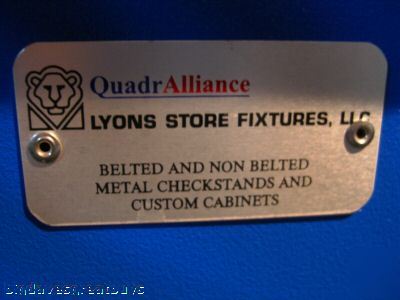 QuadrAlliance
LYONS STORE FIXTURES, LLC
BELTED AND NON BELTED
METAL CHECKSTANDS AND
CUSTOM CABINETS